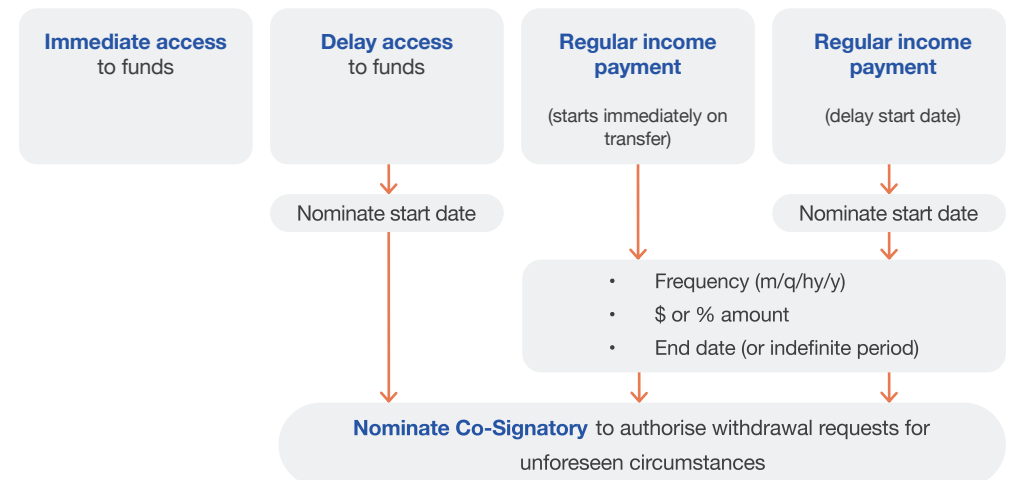 Immediate access
to funds
Delay access
to funds
Regular income
payment
(starts immediately on
transfer)
Regular income
payment
(delay start date)
Nominate start date
Nominate start date
• Frequency (m/q/hy/y)
• $ or % amount
• End date (or indefinite period)
Nominate Co-Signatory to authorise withdrawal requests for
unforeseen circumstances